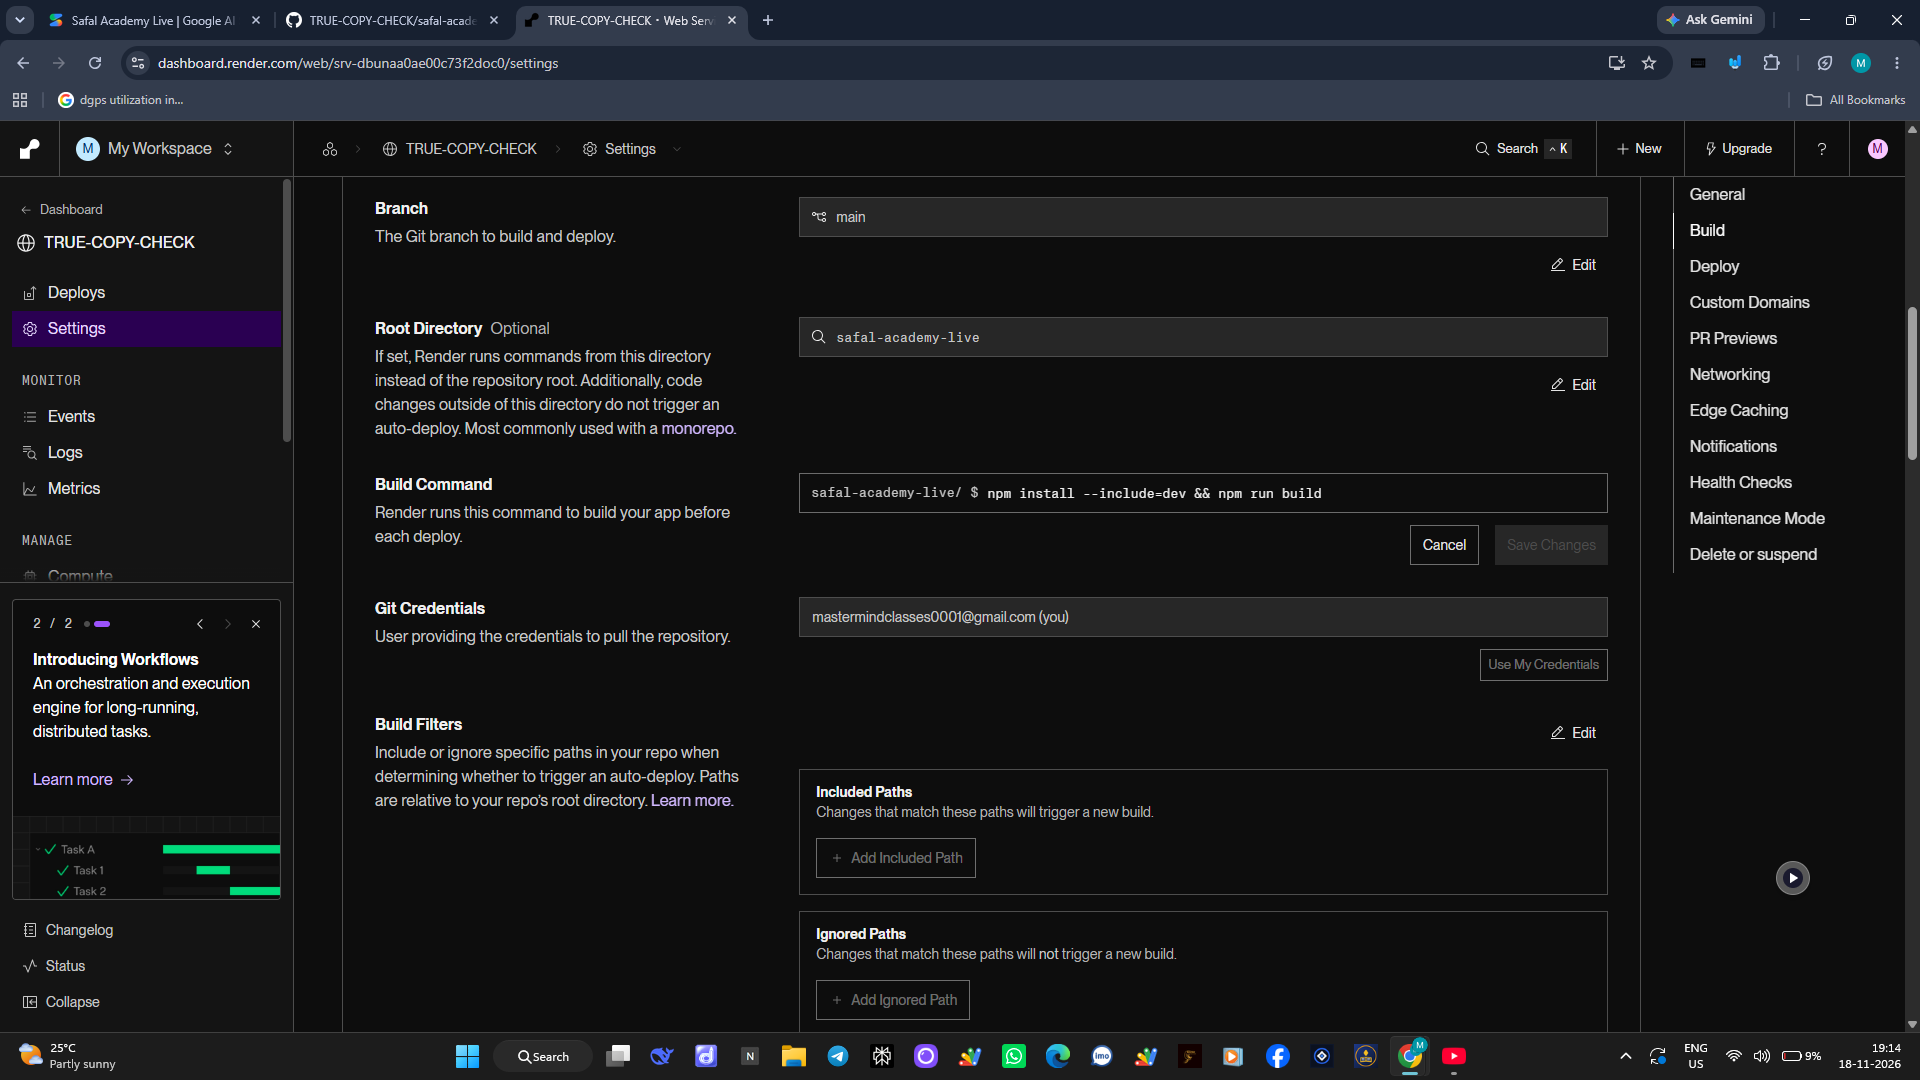 Safal Academy Live | Google AI
TRUE-COPY-CHECK/safal-acade
TRUE-COPY-CHECK · Web Serv
Ask Gemini
dashboard.render.com/web/srv-dbunaa0ae00c73f2doc0/settings
M
dgps utilization in...
All Bookmarks
M
My Workspace
TRUE-COPY-CHECK
Settings
Search
K
New
Upgrade
?
M
Dashboard
TRUE-COPY-CHECK
Deploys
Settings
MONITOR
Events
Logs
Metrics
MANAGE
Compute
2 / 2
Introducing Workflows
An orchestration and execution
engine for long-running,
distributed tasks.
Learn more →
Task A
Task 1
Task 2
Changelog
Status
Collapse
Branch
The Git branch to build and deploy.
main
Edit
Root Directory Optional
If set, Render runs commands from this directory
instead of the repository root. Additionally, code
changes outside of this directory do not trigger an
auto-deploy. Most commonly used with a monorepo.
safal-academy-live
Edit
Build Command
Render runs this command to build your app before
each deploy.
safal-academy-live/ $ npm install --include=dev && npm run build
Cancel
Save Changes
Git Credentials
User providing the credentials to pull the repository.
mastermindclasses0001@gmail.com (you)
Use My Credentials
Build Filters
Include or ignore specific paths in your repo when
determining whether to trigger an auto-deploy. Paths
are relative to your repo's root directory. Learn more.
Edit
Included Paths
Changes that match these paths will trigger a new build.
+ Add Included Path
Ignored Paths
Changes that match these paths will not trigger a new build.
+ Add Ignored Path
General
Build
Deploy
Custom Domains
PR Previews
Networking
Edge Caching
Notifications
Health Checks
Maintenance Mode
Delete or suspend
25°C
Partly sunny
Search
N
imo
M
ENG
US
9%
19:14
18-11-2026